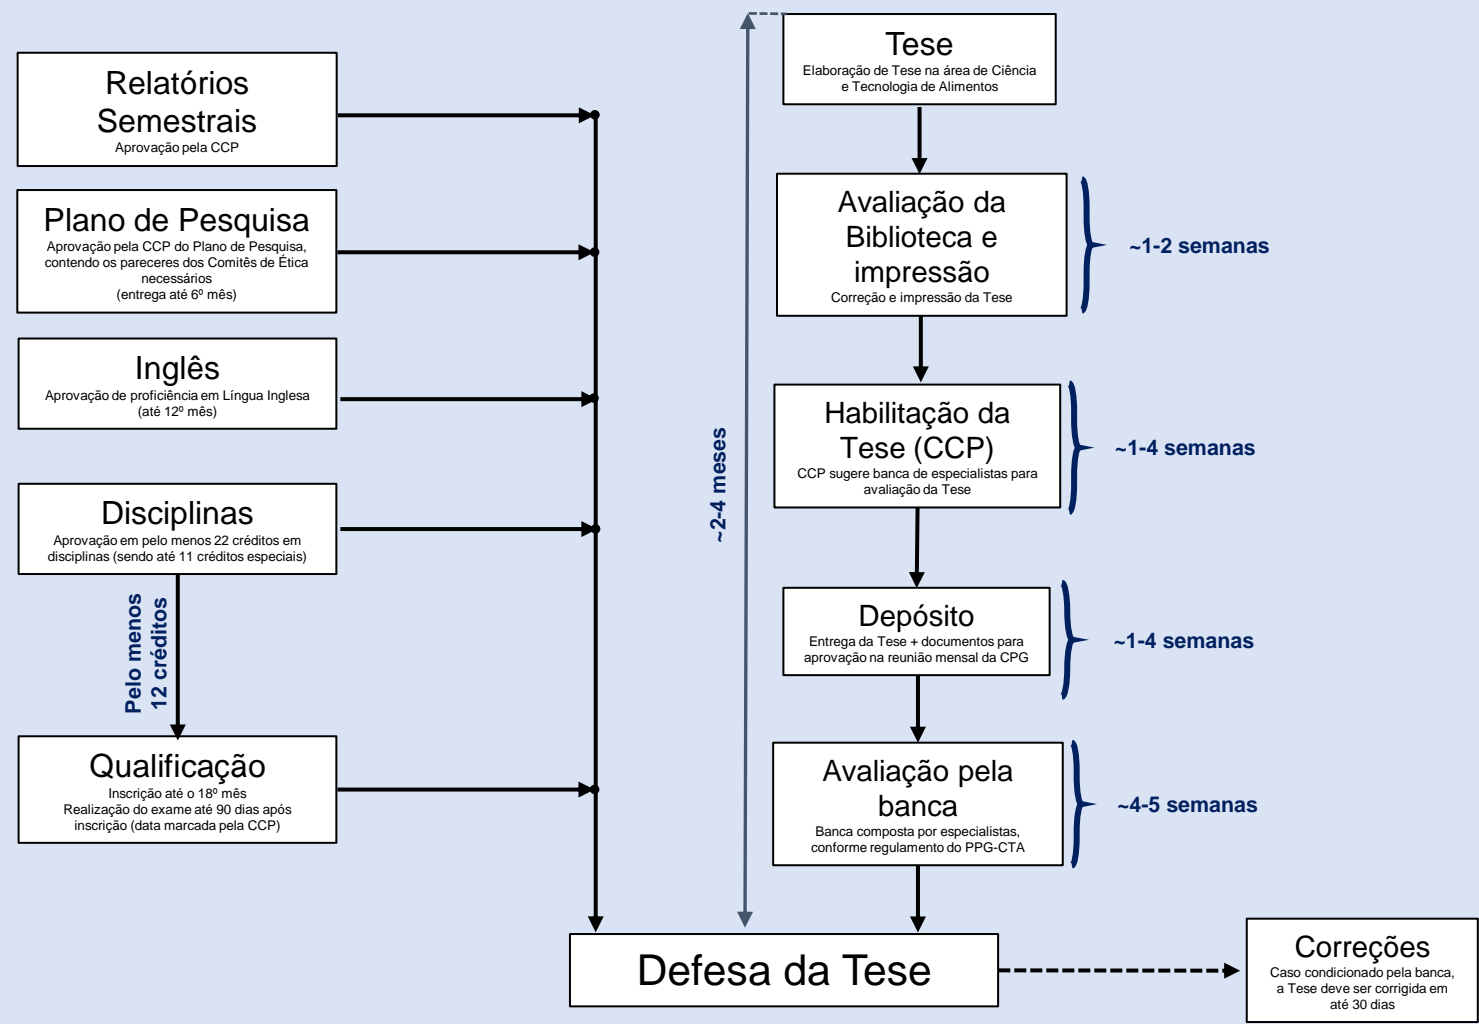 Relatórios
Semestrais
Aprovação pela CCP
Plano de Pesquisa
Aprovação pela CCP do Plano de Pesquisa,
contendo os pareceres dos Comitês de Ética
necessários
(entrega até 6º mês)
Inglês
Aprovação de proficiência em Língua Inglesa
(até 12º mês)
Disciplinas
Aprovação em pelo menos 22 créditos em
disciplinas (sendo até 11 créditos especiais)
Pelo menos
12 créditos
Qualificação
Inscrição até o 18º mês
Realização do exame até 90 dias após
inscrição (data marcada pela CCP)
~2-4 meses
Tese
Elaboração de Tese na área de Ciência
e Tecnologia de Alimentos
Avaliação da
Biblioteca e
impressão
Correção e impressão da Tese
~1-2 semanas
Habilitação da
Tese (CCP)
CCP sugere banca de especialistas para
avaliação da Tese
~1-4 semanas
Depósito
Entrega da Tese + documentos para
aprovação na reunião mensal da CPG
~1-4 semanas
Avaliação pela
banca
Banca composta por especialistas,
conforme regulamento do PPG-CTA
~4-5 semanas
Defesa da Tese
Correções
Caso condicionado pela banca,
a Tese deve ser corrigida em
até 30 dias